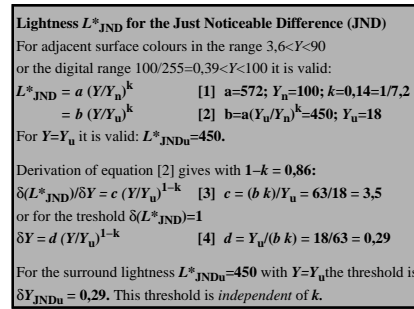 Lightness L*JND for the Just Noticeable Difference (JND)
For adjacent surface colours in the range 3,6<Y<90
or the digital range 100/255=0,39<Y<100 it is valid:
L*JND = a (Y/Yn)k [1] a=572; Yn=100; k=0,14=1/7,2
= b (Y/Yu)k [2] b=a(Yu/Yn)k=450; Yu=18
For Y=Yu it is valid: L*JNDu=450.
Derivation of equation [2] gives with 1–k = 0,86:
δ(L*JND)/δY = c (Y/Yu)1–k [3] c = (b k)/Yu = 63/18 = 3,5
or for the treshold δ(L*JND)=1
δY = d (Y/Yu)1–k [4] d = Yu/(b k) = 18/63 = 0,29
For the surround lightness L*JNDu=450 with Y=Yuthe threshold is
δYJNDu = 0,29. This threshold is independent of k.